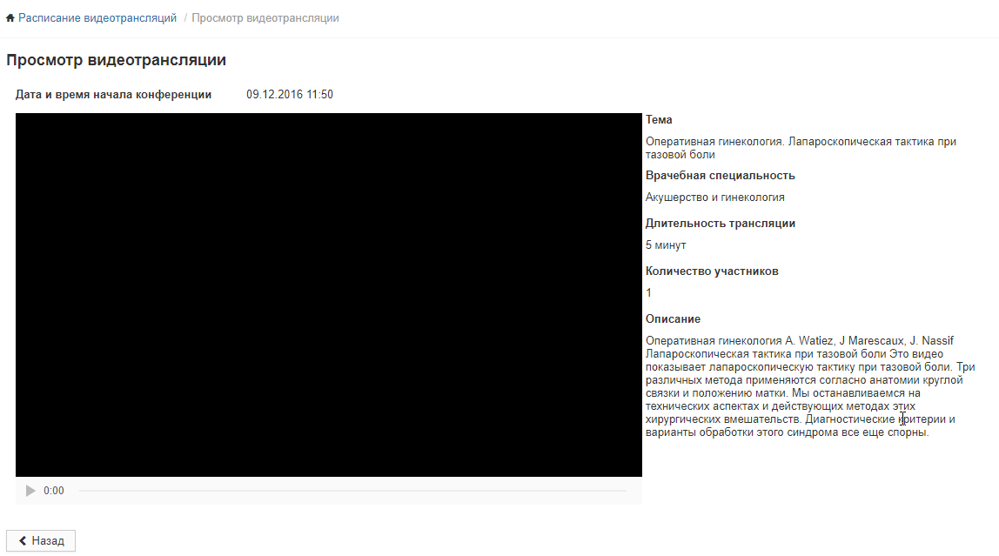 Расписание видеотрансляций / Просмотр видеотрансляции
Просмотр видеотрансляции
Дата и время начала конференции 09.12.2016 11:50
Тема
Оперативная гинекология. Лапароскопическая тактика при
тазовой боли
Врачебная специальность
Акушерство и гинекология
Длительность трансляции
5 минут
Количество участников
1
Описание
Оперативная гинекология A. Watiez, J Marescaux, J. Nassif
Лапароскопическая тактика при тазовой боли Это видео
показывает лапароскопическую тактику при тазовой боли. Три
различных метода применяются согласно анатомии круглой
связки и положению матки. Мы останавливаемся на
технических аспектах и действующих методах этих
хирургических вмешательств. Диагностические критерии и
варианты обработки этого синдрома все еще спорны.
0:00
Назад